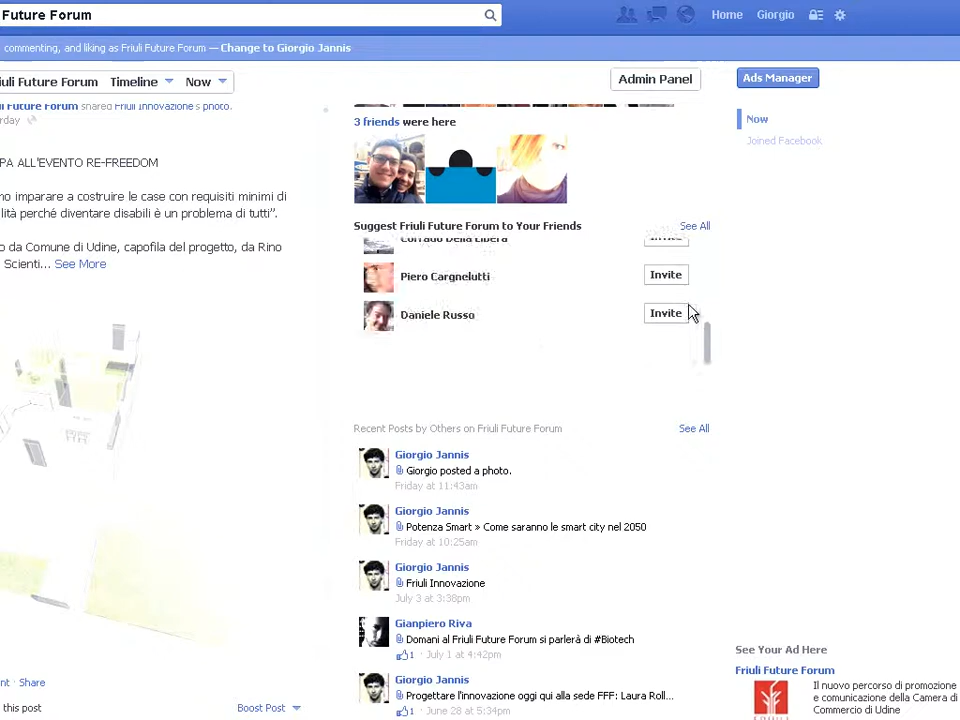 Future Forum
Home Giorgio
commenting, and liking as Friuli Future Forum — Change to Giorgio Jannis
iuli Future Forum Timeline Now
Admin Panel
Ads Manager
Future Forum shared Friuli Innovazione's photo.
rday
3 friends were here
Now
Joined Facebook
PA ALL'EVENTO RE-FREEDOM
no imparare a costruire le case con requisiti minimi di
lità perché diventare disabili è un problema di tutti”.
o da Comune di Udine, capofila del progetto, da Rino
Scienti... See More
Suggest Friuli Future Forum to Your Friends See All
Corrado Della Libera Invite
Piero Cargnelutti Invite
Daniele Russo Invite
Recent Posts by Others on Friuli Future Forum See All
Giorgio Jannis
Giorgio posted a photo.
Friday at 11:43am
Giorgio Jannis
Potenza Smart » Come saranno le smart city nel 2050
Friday at 10:25am
Giorgio Jannis
Friuli Innovazione
July 3 at 3:38pm
Gianpiero Riva
Domani al Friuli Future Forum si parlerà di #Biotech
1 · July 1 at 4:42pm
Giorgio Jannis
Progettare l'innovazione oggi qui alla sede FFF: Laura Roll...
1 · June 28 at 5:34pm
nt · Share
this post Boost Post
See Your Ad Here
Friuli Future Forum
Il nuovo percorso di promozione
e comunicazione della Camera di
Commercio di Udine